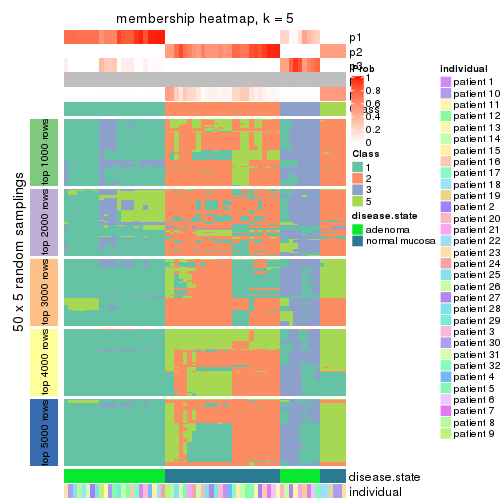 membership heatmap, k = 5
p1
p2
p3
Prob
1
0.8
0.6
0.4
0.2
0
Class
1
2
3
5
disease.state
adenoma
normal mucosa
50 x 5 random samplings
top 1000 rows
top 2000 rows
top 3000 rows
top 4000 rows
top 5000 rows
disease.state
individual
individual
patient 1
patient 10
patient 11
patient 12
patient 13
patient 14
patient 15
patient 16
patient 17
patient 18
patient 19
patient 2
patient 20
patient 21
patient 22
patient 23
patient 24
patient 25
patient 26
patient 27
patient 28
patient 29
patient 3
patient 30
patient 31
patient 32
patient 4
patient 5
patient 6
patient 7
patient 8
patient 9